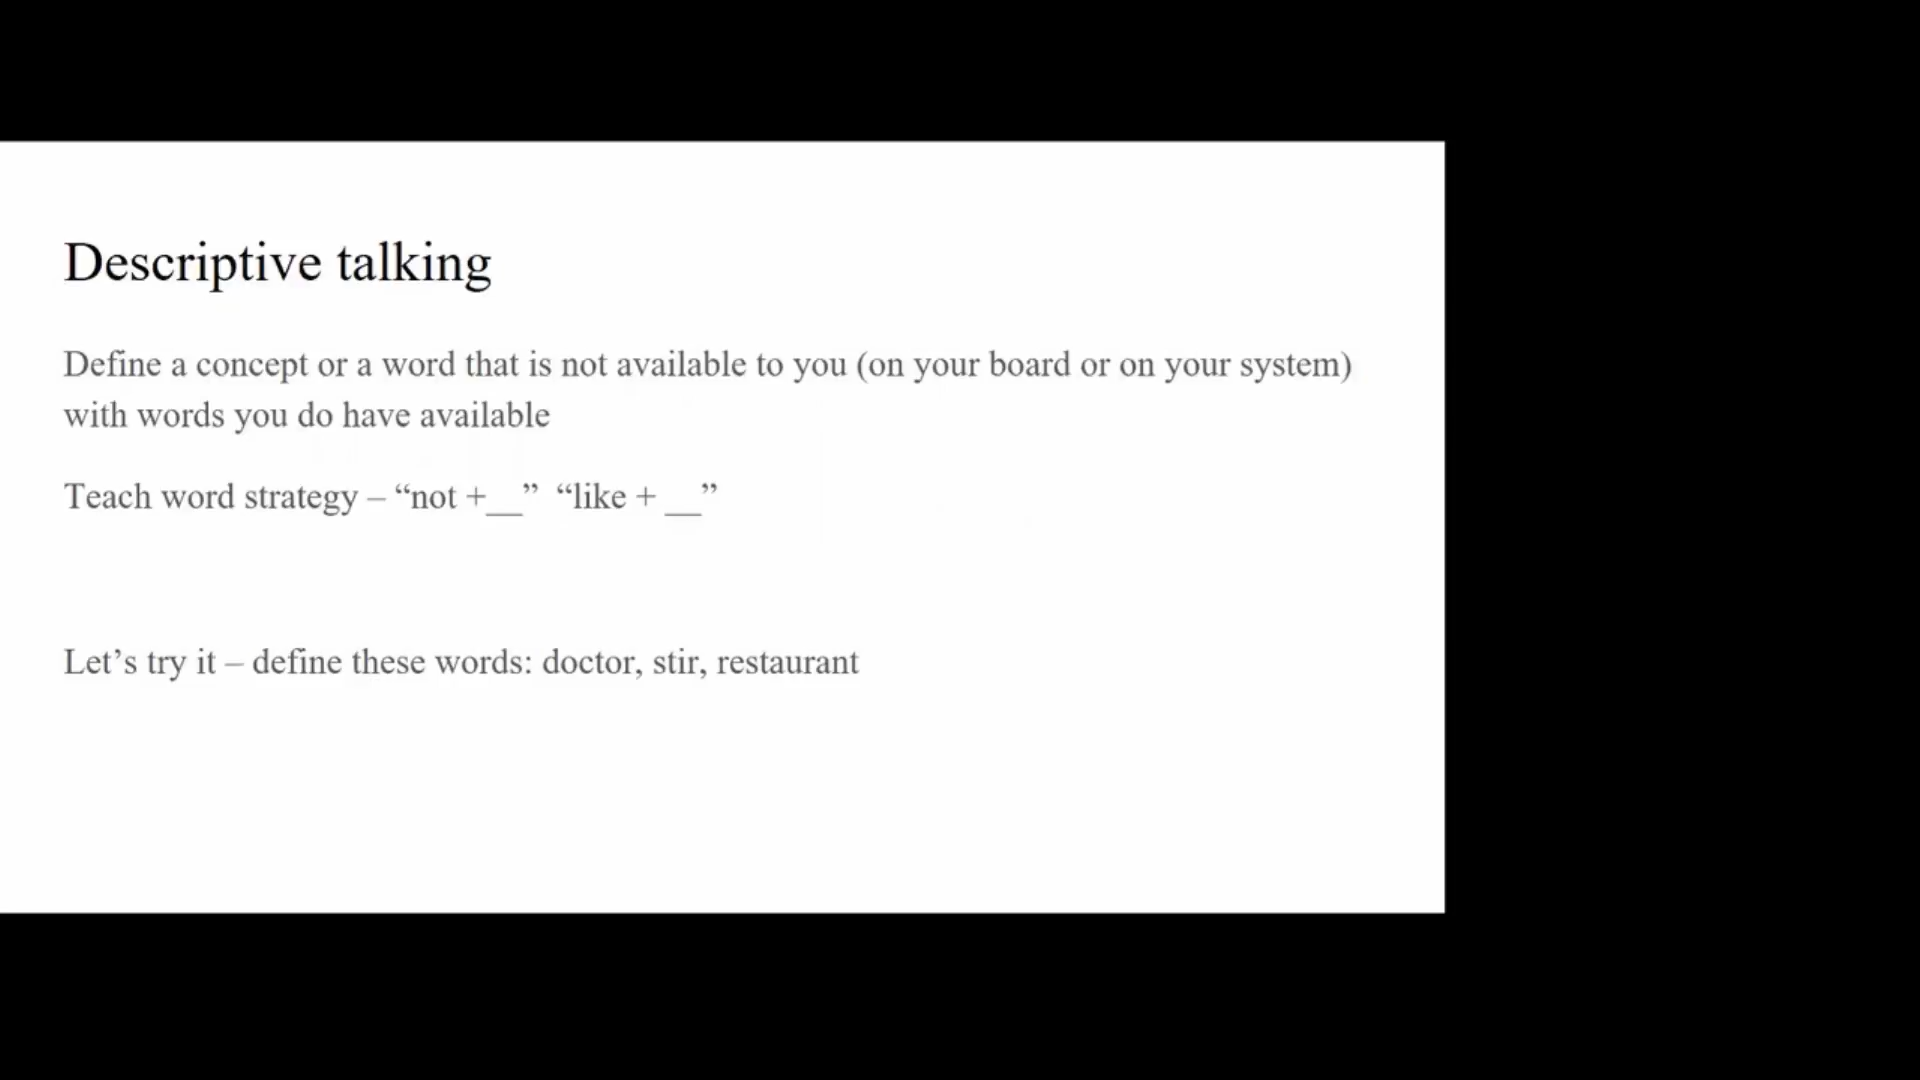 Descriptive talking
Define a concept or a word that is not available to you (on your board or on your system)
with words you do have available
Teach word strategy – “not +__” “like + __”
Let’s try it – define these words: doctor, stir, restaurant